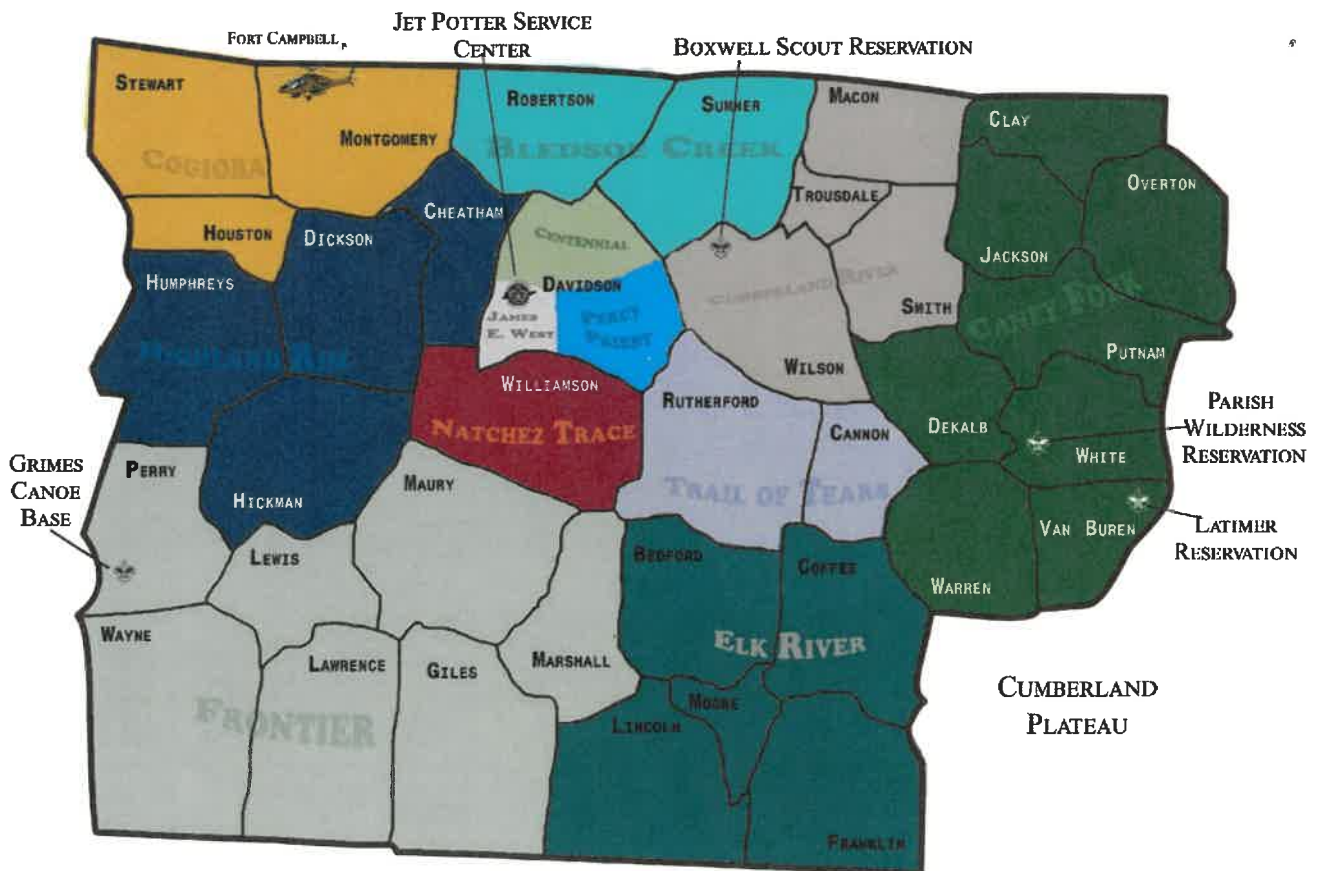 JET POTTER SERVICE
CENTER
FORT CAMPBELL
BOXWELL SCOUT RESERVATION
STEWART
ROBERTSON
SUMNER
MACON
CLAY
MONTGOMERY
BLEDSOE CREEK
COGIOBA
OVERTON
TROUSDALE
CHEATHAM
HOUSTON
DICKSON
CENTENNIAL
JACKSON
HUMPHREYS
DAVIDSON
CUMBERLAND RIVER
SMITH
CANEY FORK
JAMES
E. WEST
PERCY
PRIEST
HIGHLAND RIM
PUTNAM
WILSON
WILLIAMSON
RUTHERFORD
NATCHEZ TRACE
CANNON
DEKALB
WHITE
PARISH
WILDERNESS
RESERVATION
GRIMES
CANOE
BASE
PERRY
MAURY
HICKMAN
TRAIL OF TEARS
VAN BUREN
LATIMER
RESERVATION
LEWIS
BEDFORD
COFFEE
WARREN
WAYNE
LAWRENCE
GILES
MARSHALL
ELK RIVER
CUMBERLAND
PLATEAU
FRONTIER
MOORE
LINCOLN
FRANKLIN